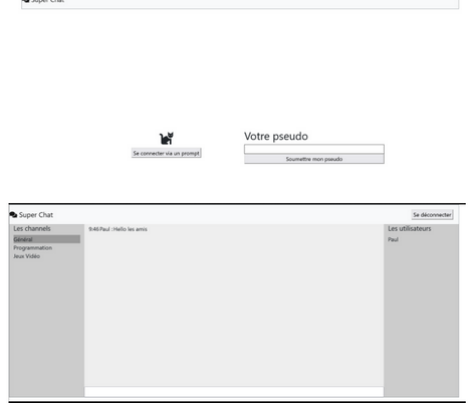 Super Chat
Votre pseudo
Se connecter via un prompt
Soumettre mon pseudo
Super Chat
Se déconnecter
Les channels
Général
Programmation
Jeux Vidéo
9:46 Paul : Hello les amis
Les utilisateurs
Paul